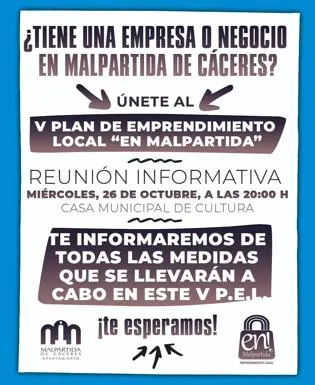 ¿TIENE UNA EMPRESA O NEGOCIO
EN MALPARTIDA DE CÁCERES?
ÚNETE AL
V PLAN DE EMPRENDIMIENTO
LOCAL "EN MALPARTIDA"
REUNIÓN INFORMATIVA
MIÉRCOLES, 26 DE OCTUBRE, A LAS 20:00 H
CASA MUNICIPAL DE CULTURA
TE INFORMAREMOS DE
TODAS LAS MEDIDAS
QUE SE LLEVARÁN A
CABO EN ESTE V P.E.L.
¡te esperamos!
MALPARTIDA
DE CÁCERES
AYUNTAMIENTO
en!
Malpartida